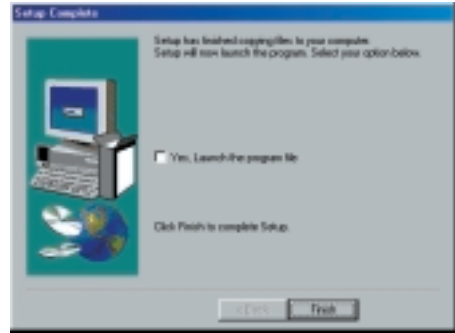 Setup Complete
Setup has finished copying files to your computer.
Setup will now launch the program. Select your option below.
Yes, Launch the program file
Click Finish to complete Setup.
< Back
Finish